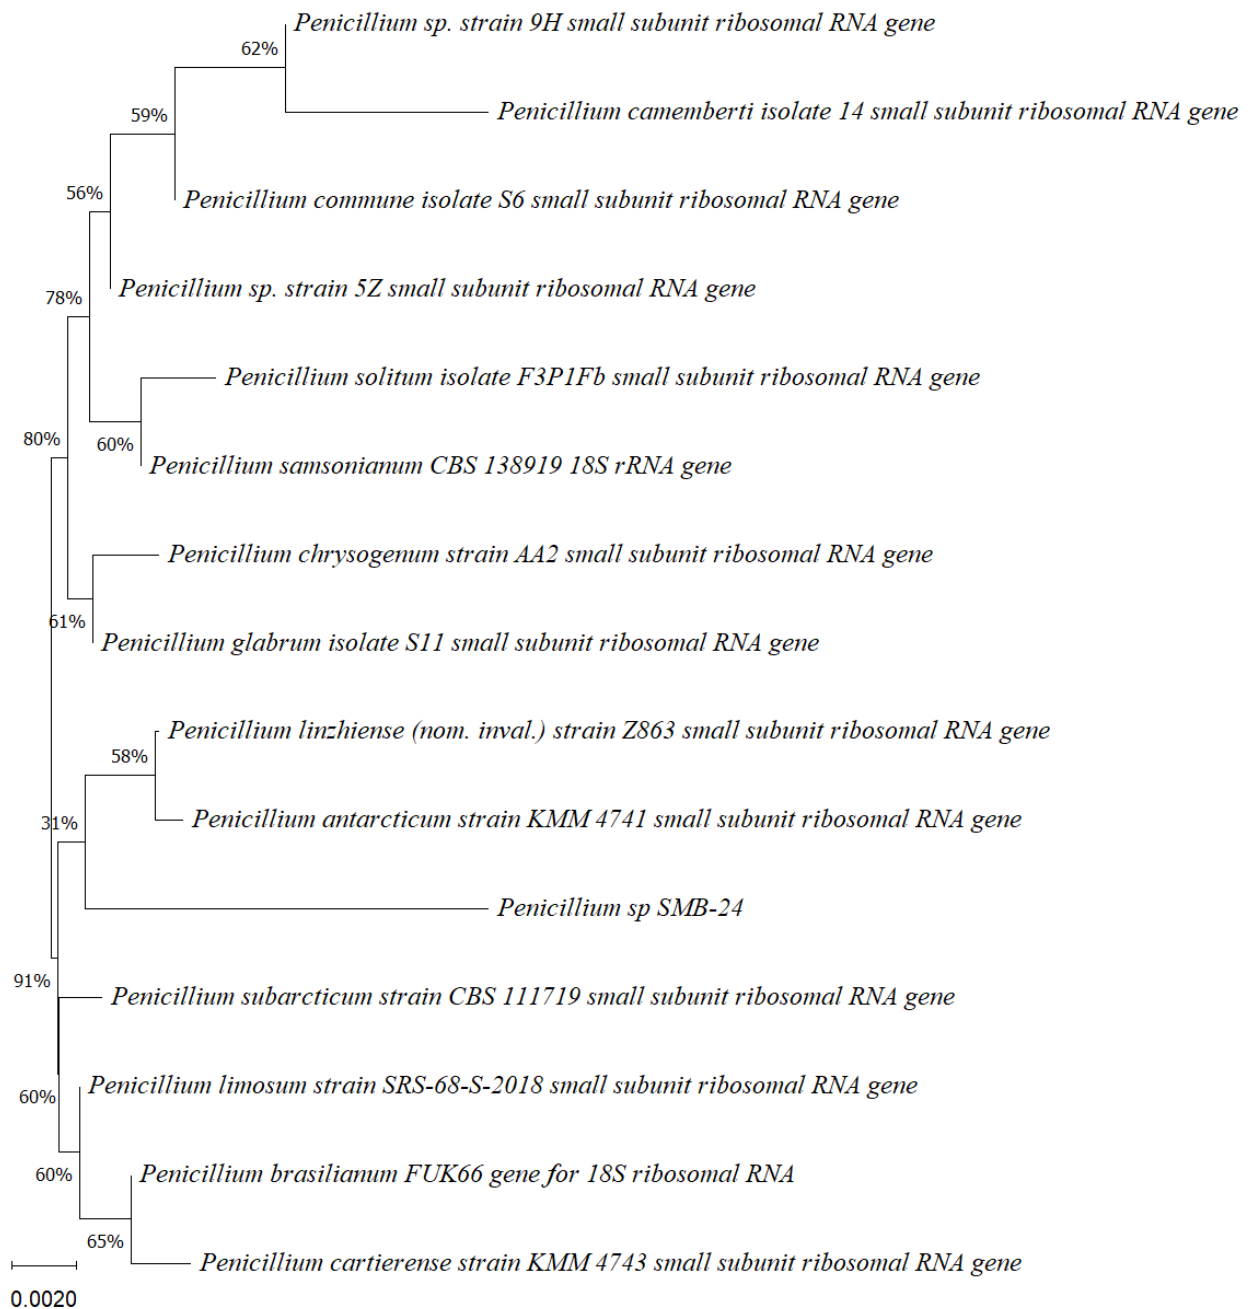 Penicillium sp. strain 9H small subunit ribosomal RNA gene
62%
Penicillium camemberti isolate 14 small subunit ribosomal RNA gene
59%
56%
Penicillium commune isolate S6 small subunit ribosomal RNA gene
Penicillium sp. strain 5Z small subunit ribosomal RNA gene
78%
Penicillium solitum isolate F3P1Fb small subunit ribosomal RNA gene
80%
60%
Penicillium samsonianum CBS 138919 18S rRNA gene
Penicillium chrysogenum strain AA2 small subunit ribosomal RNA gene
61%
Penicillium glabrum isolate S11 small subunit ribosomal RNA gene
Penicillium linzhiense (nom. inval.) strain Z863 small subunit ribosomal RNA gene
58%
31%
Penicillium antarcticum strain KMM 4741 small subunit ribosomal RNA gene
Penicillium sp SMB-24
91%
Penicillium subarcticum strain CBS 111719 small subunit ribosomal RNA gene
Penicillium limosum strain SRS-68-S-2018 small subunit ribosomal RNA gene
60%
60%
Penicillium brasilianum FUK66 gene for 18S ribosomal RNA
65%
Penicillium cartierense strain KMM 4743 small subunit ribosomal RNA gene
0.0020